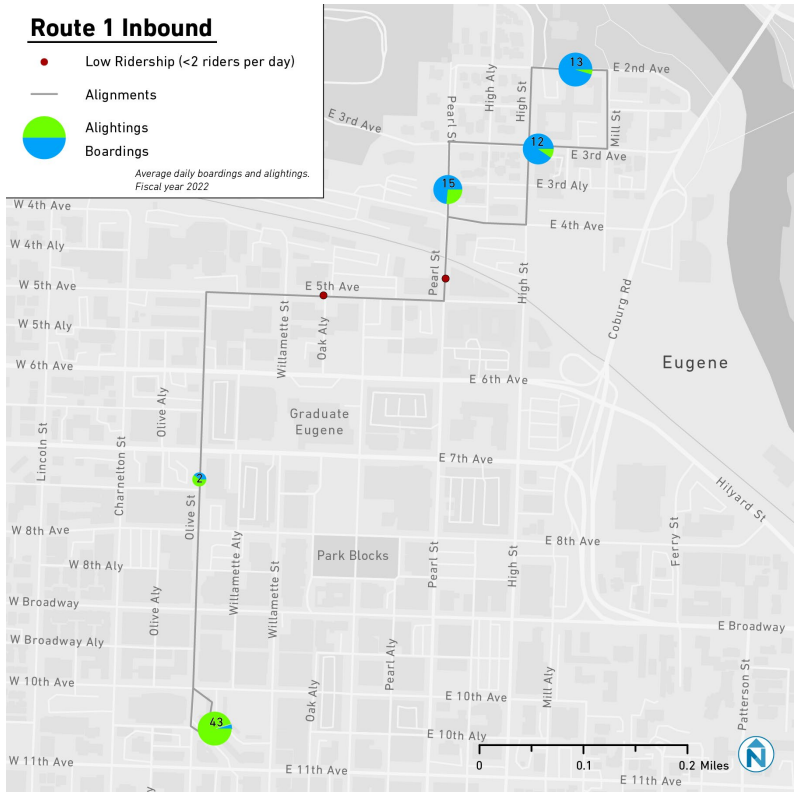 Route 1 Inbound
Low Ridership (<2 riders per day)
Alignments
Alightings
Boardings
Average daily boardings and alightings.
Fiscal year 2022
13
E 2nd Ave
High Aly
High St
Pearl St
Mill St
E 3rd Ave
12
E 3rd Ave
15
E 3rd Aly
W 4th Ave
E 4th Ave
W 4th Aly
Pearl St
High St
W 5th Ave
E 5th Ave
Coburg Rd
W 5th Aly
Willamette St
Oak Aly
W 6th Ave
Eugene
E 6th Ave
Olive Aly
Graduate
Eugene
Lincoln St
Charnelton St
E 7th Ave
2
Hilyard St
Olive St
W 8th Ave
E 8th Ave
Ferry St
Willamette Aly
Park Blocks
Pearl St
High St
W 8th Aly
Willamette St
Olive Aly
W Broadway
E Broadway
W Broadway Aly
Pearl Aly
W 10th Ave
Oak Aly
E 10th Ave
Mill Aly
Patterson St
43
E 10th Aly
N
W 11th Ave
E 11th Ave
0
0.1
0.2 Miles
E 11th Ave